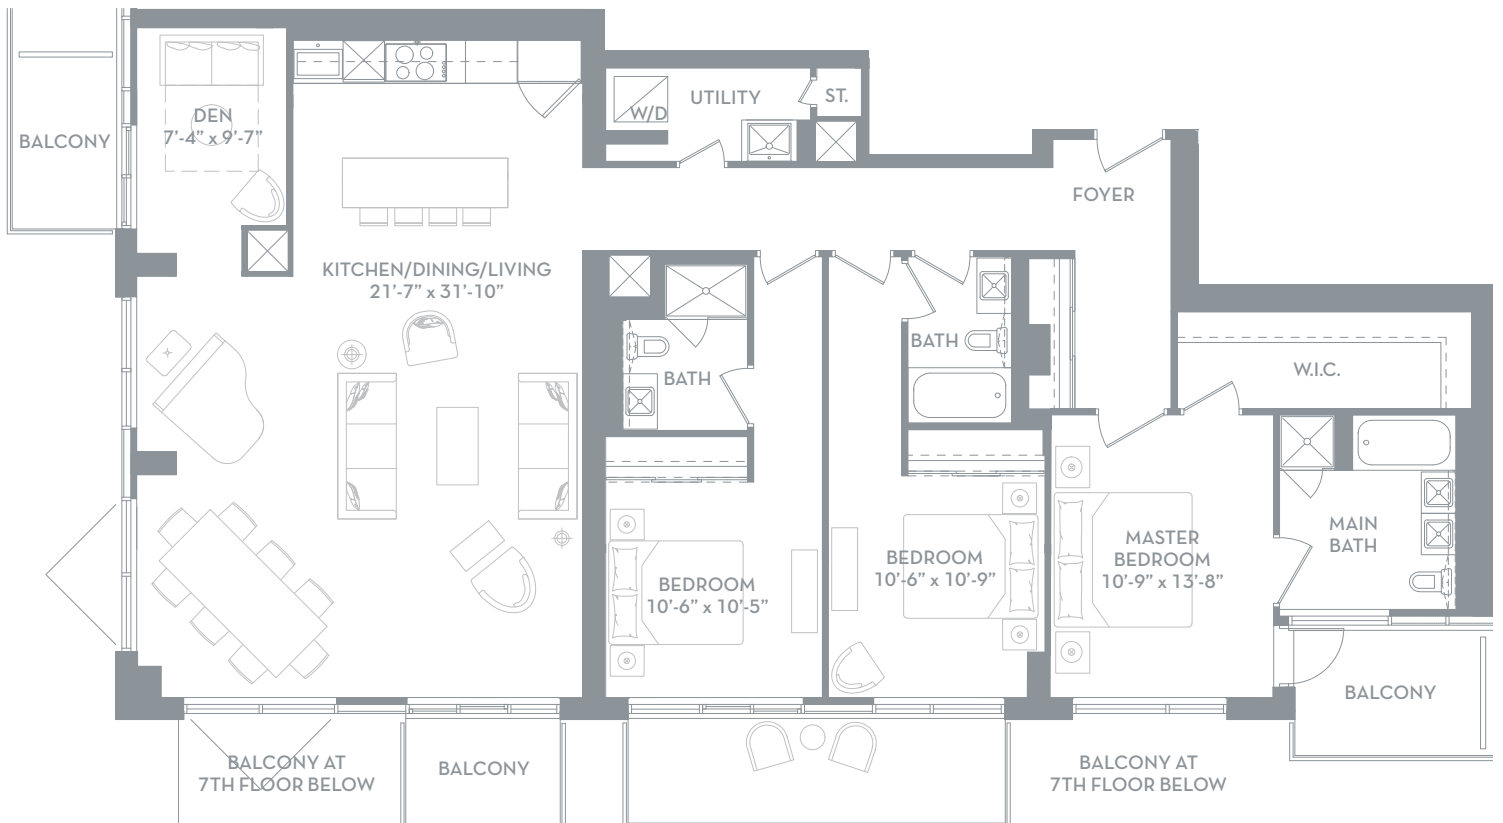 BALCONY
DEN
7'-4” x 9'-7”
W/D
UTILITY
ST.
FOYER
KITCHEN/DINING/LIVING
21'-7” x 31'-10”
BATH
BATH
W.I.C.
BEDROOM
10'-6” x 10'-5”
BEDROOM
10'-6” x 10'-9”
MASTER
BEDROOM
10'-9” x 13'-8”
MAIN
BATH
BALCONY
BALCONY AT
7TH FLOOR BELOW
BALCONY
BALCONY AT
7TH FLOOR BELOW